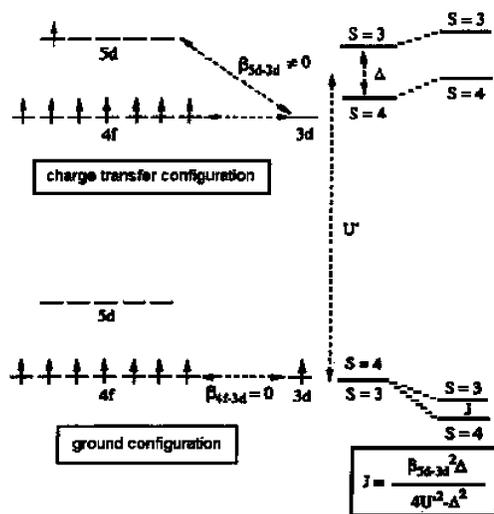 S = 3
S = 3
5d
β5d-3d ≠ 0
Δ
S = 4
S = 4
4f
3d
charge transfer configuration
U'
5d
S = 4
S = 3
4f
β4f-3d = 0
3d
S = 3
J
S = 4
ground configuration
J = β5d-3d²Δ / 4U'²-Δ²